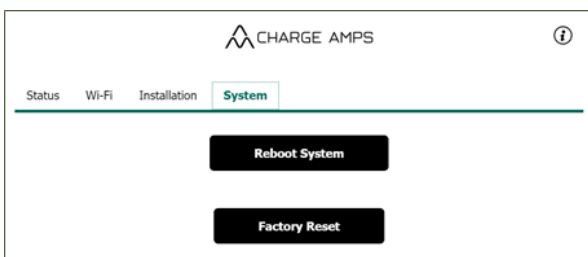 CHARGE AMPS
i
Status Wi-Fi Installation System
Reboot System
Factory Reset